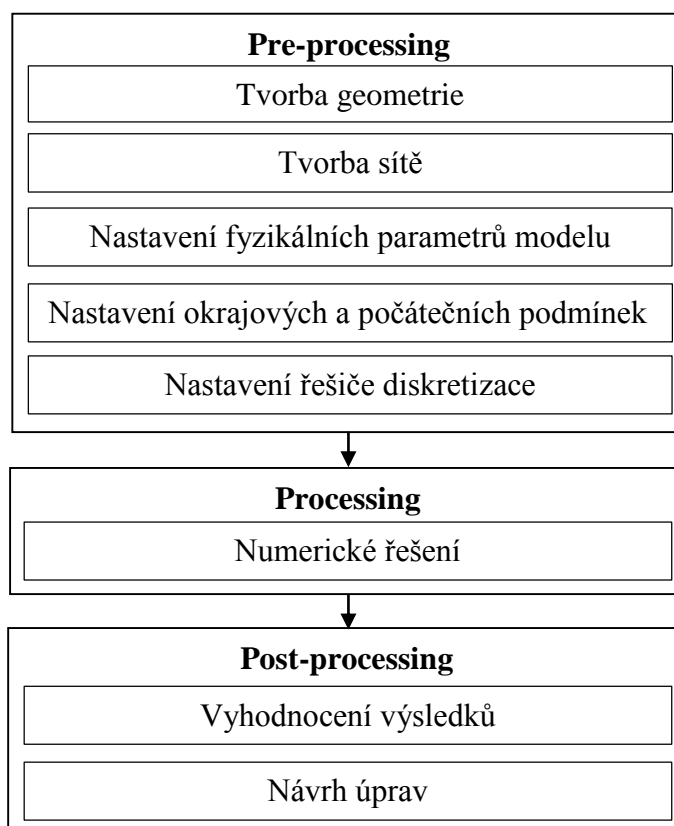 Pre-processing
Tvorba geometrie
Tvorba sítě
Nastavení fyzikálních parametrů modelu
Nastavení okrajových a počátečních podmínek
Nastavení řešiče diskretizace
Processing
Numerické řešení
Post-processing
Vyhodnocení výsledků
Návrh úprav